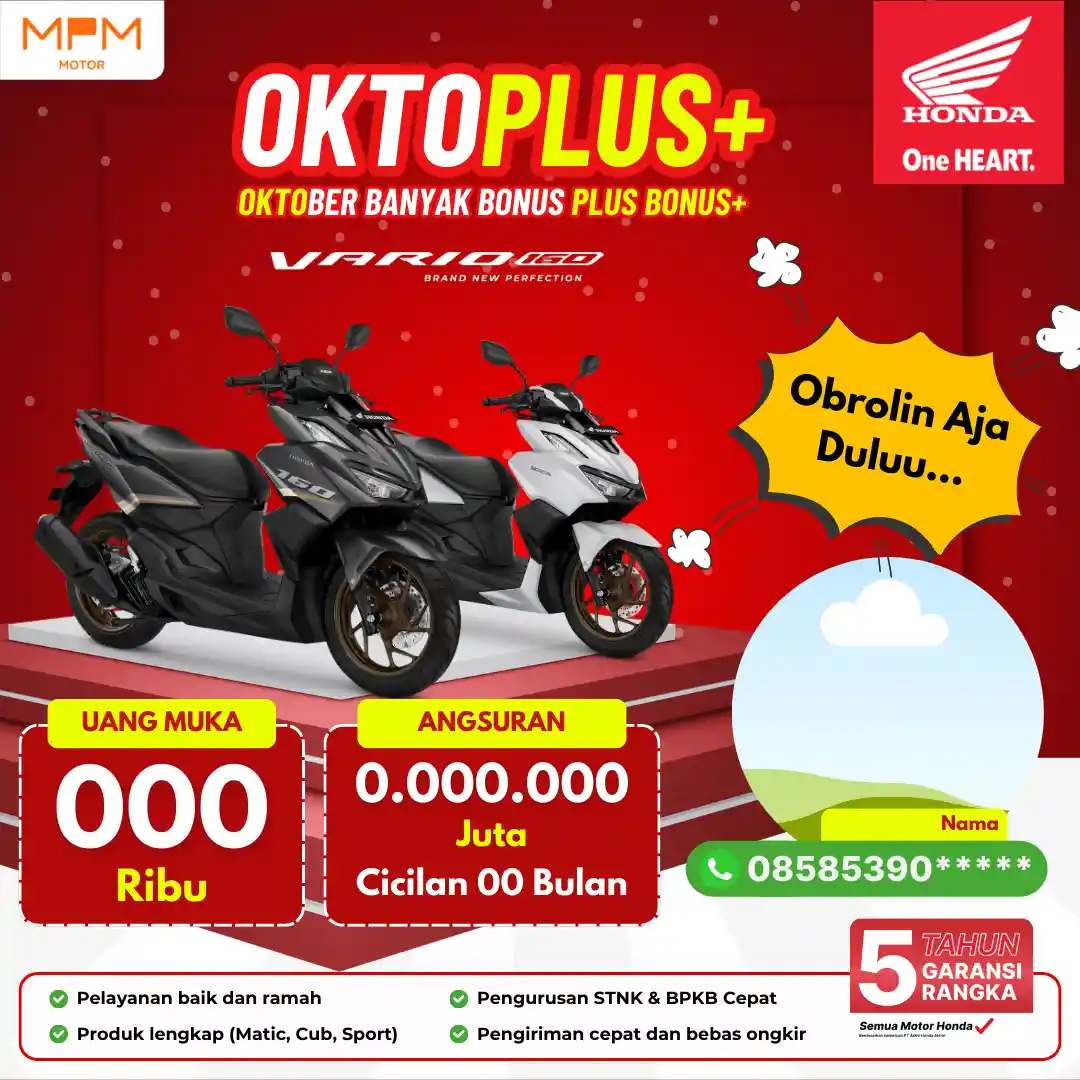 MPM
MOTOR
HONDA
One HEART.
OKTOPLUS+
OKTOBER BANYAK BONUS PLUS BONUS+
VARIO 160
BRAND NEW PERFECTION
Obrolin Aja
Duluu...
HONDA
HONDA
160
UANG MUKA
000
Ribu
ANGSURAN
0.000.000
Juta
Cicilan 00 Bulan
Nama
08585390*****
5 TAHUN
GARANSI
RANGKA
Semua Motor Honda
Pelayanan baik dan ramah
Produk lengkap (Matic, Cub, Sport)
Pengurusan STNK & BPKB Cepat
Pengiriman cepat dan bebas ongkir